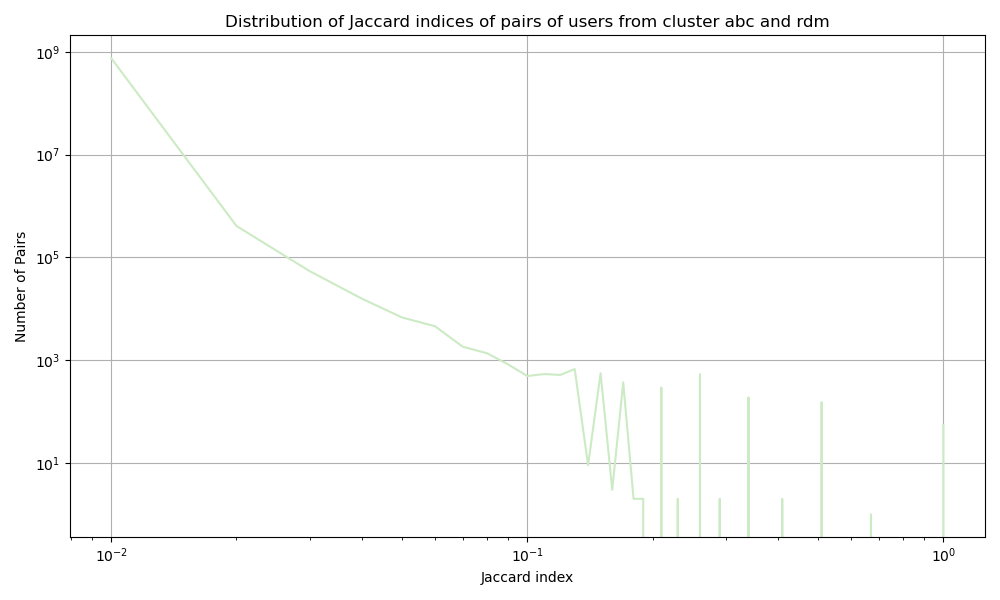 Distribution of Jaccard indices of pairs of users from cluster abc and rdm
Number of Pairs
10⁹
10⁷
10⁵
10³
10¹
10⁻² 10⁻¹ 10⁰
Jaccard index